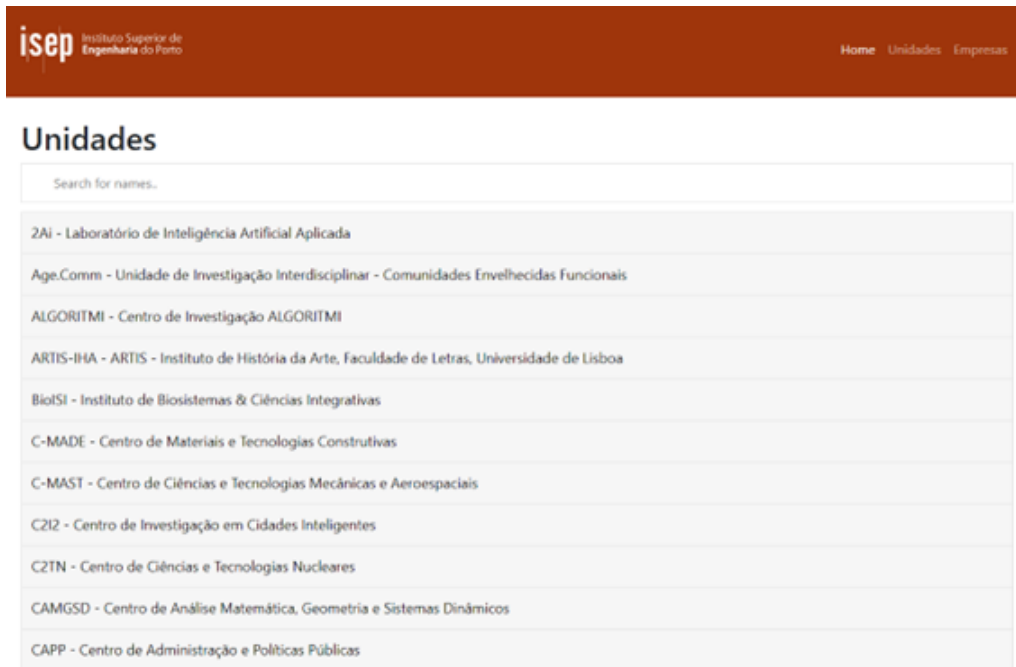 isep Instituto Superior de
Engenharia do Porto
Home Unidades Empresas
Unidades
Search for names..
2Ai - Laboratório de Inteligência Artificial Aplicada
Age.Comm - Unidade de Investigação Interdisciplinar - Comunidades Envelhecidas Funcionais
ALGORITMI - Centro de Investigação ALGORITMI
ARTIS-IHA - ARTIS - Instituto de História da Arte, Faculdade de Letras, Universidade de Lisboa
BioISI - Instituto de Biosistemas & Ciências Integrativas
C-MADE - Centro de Materiais e Tecnologias Construtivas
C-MAST - Centro de Ciências e Tecnologias Mecânicas e Aeroespaciais
C2I2 - Centro de Investigação em Cidades Inteligentes
C2TN - Centro de Ciências e Tecnologias Nucleares
CAMGSD - Centro de Análise Matemática, Geometria e Sistemas Dinâmicos
CAPP - Centro de Administração e Políticas Públicas